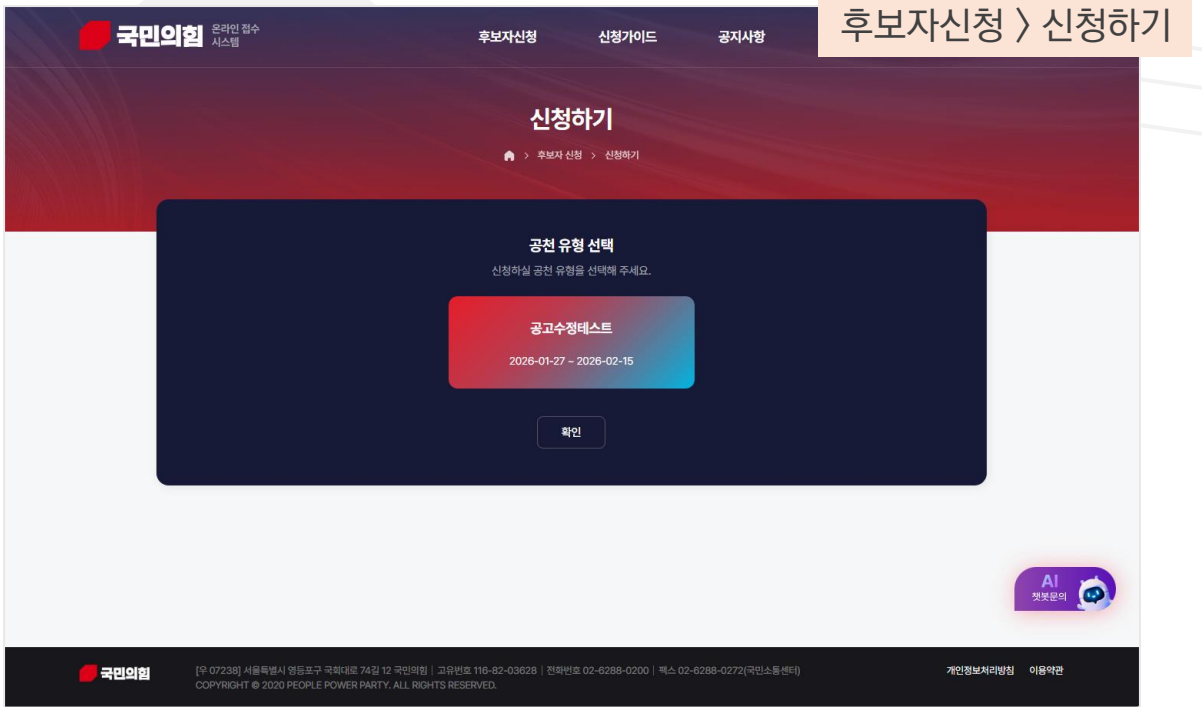 후보자신청 〉 신청하기
국민의힘 온라인 접수 시스템
후보자신청 신청가이드 공지사항
신청하기
> 후보자 신청 > 신청하기
공천 유형 선택
신청하실 공천 유형을 선택해 주세요.
공고수정테스트
2026-01-27 ~ 2026-02-15
확인
AI
챗봇문의
국민의힘
[우 07238] 서울특별시 영등포구 국회대로 74길 12 국민의힘 | 고유번호 116-82-03628 | 전화번호 02-6288-0200 | 팩스 02-6288-0272(국민소통센터)
개인정보처리방침 이용약관
COPYRIGHT © 2020 PEOPLE POWER PARTY. ALL RIGHTS RESERVED.